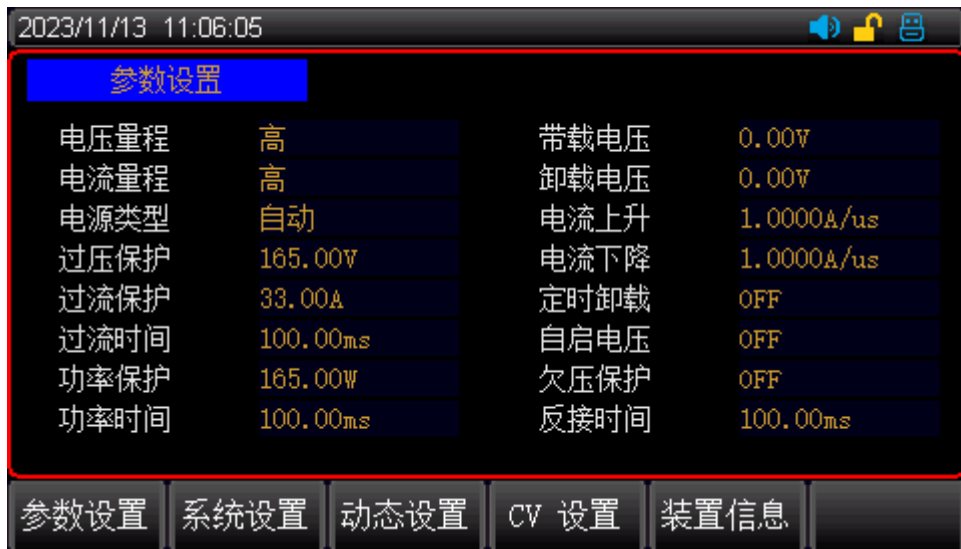 2023/11/13 11:06:05
参数设置
电压量程 高 带载电压 0.00V
电流量程 高 卸载电压 0.00V
电源类型 自动 电流上升 1.0000A/us
过压保护 165.00V 电流下降 1.0000A/us
过流保护 33.00A 定时卸载 OFF
过流时间 100.00ms 自启电压 OFF
功率保护 165.00W 欠压保护 OFF
功率时间 100.00ms 反接时间 100.00ms
参数设置 系统设置 动态设置 CV 设置 装置信息